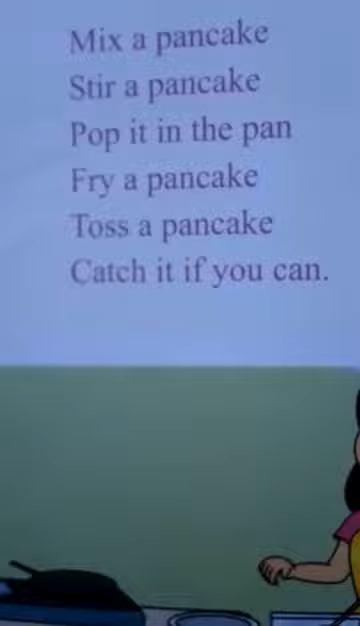 Mix a pancake
Stir a pancake
Pop it in the pan
Fry a pancake
Toss a pancake
Catch it if you can.